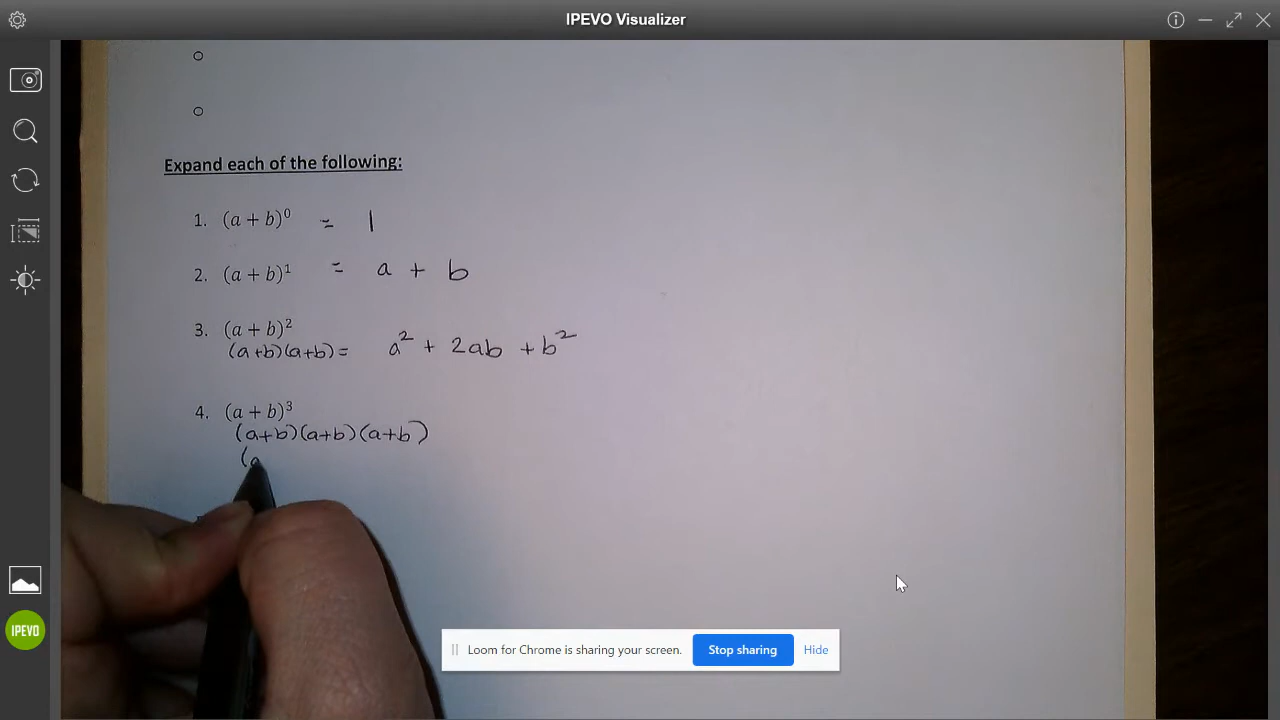 IPEVO Visualizer
Expand each of the following:
1. (a + b)⁰ = 1
2. (a + b)¹ = a + b
3. (a + b)²
(a+b)(a+b) = a² + 2ab + b²
4. (a + b)³
(a+b)(a+b)(a+b)
(a
IPEVO
Loom for Chrome is sharing your screen. Stop sharing Hide